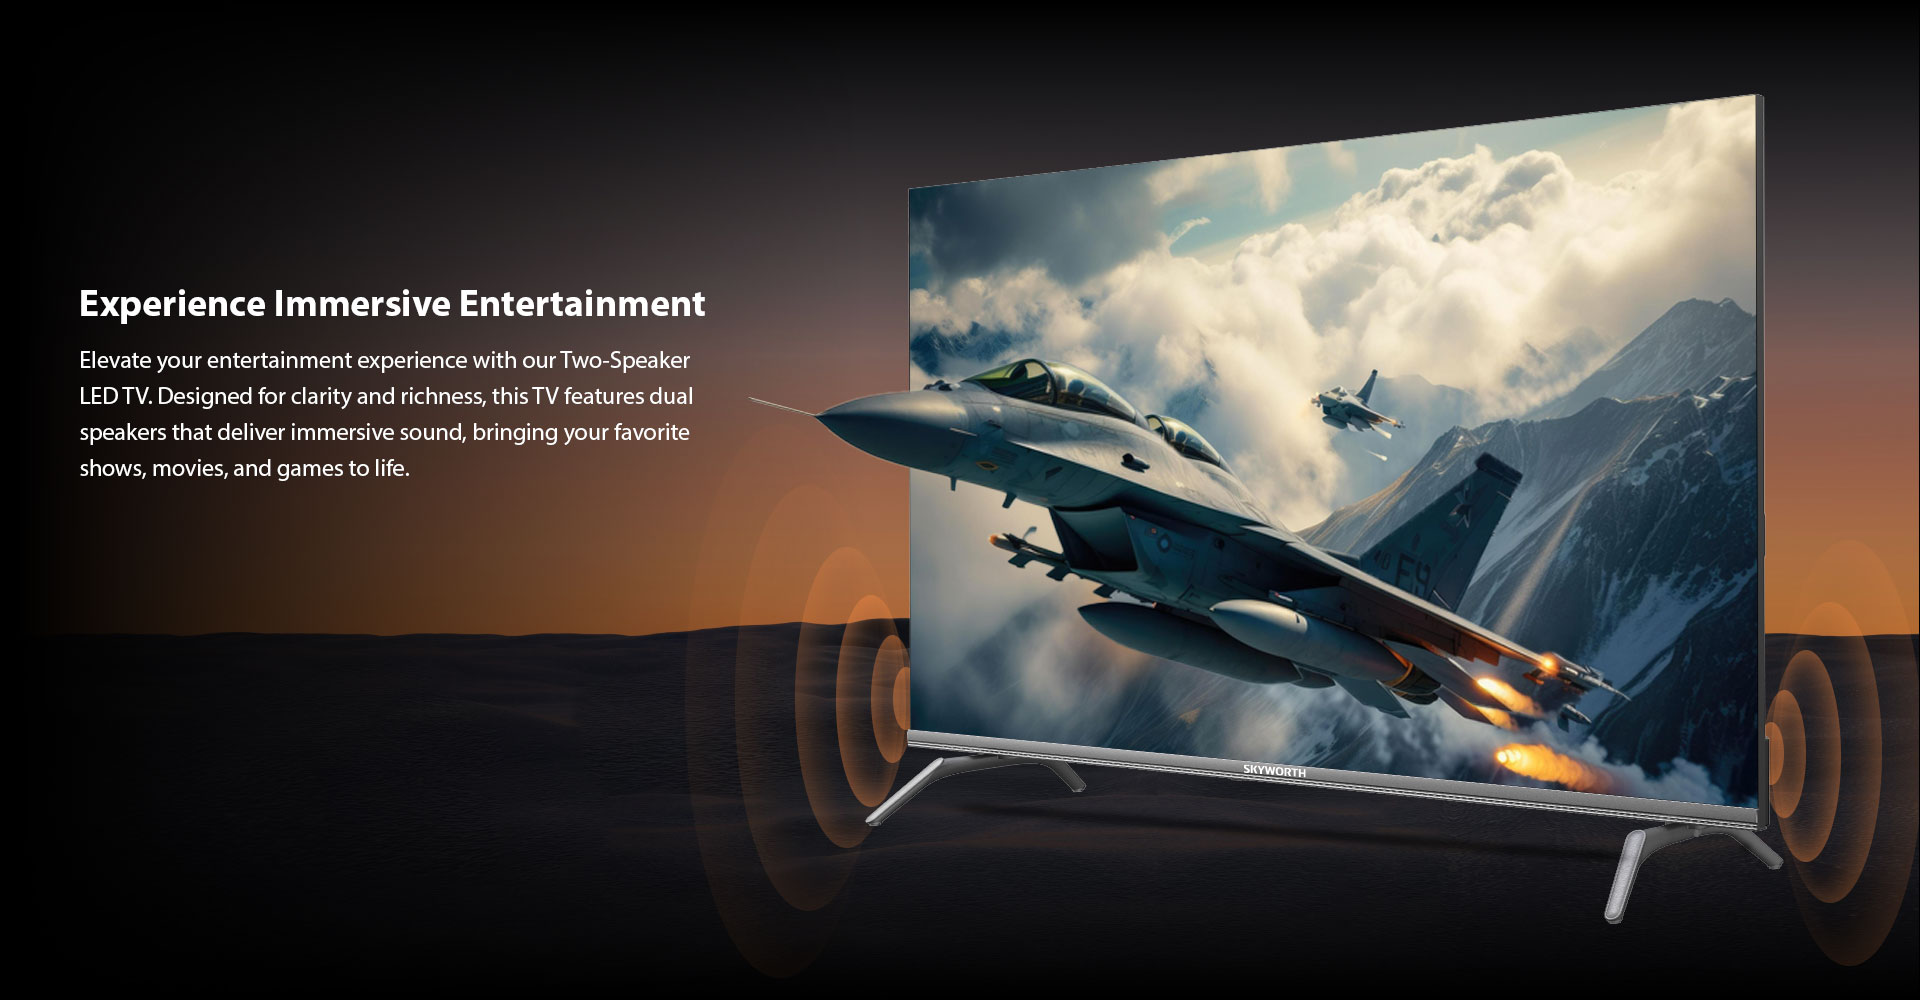 Experience Immersive Entertainment
Elevate your entertainment experience with our Two-Speaker
LED TV. Designed for clarity and richness, this TV features dual
speakers that deliver immersive sound, bringing your favorite
shows, movies, and games to life.
SKYWORTH